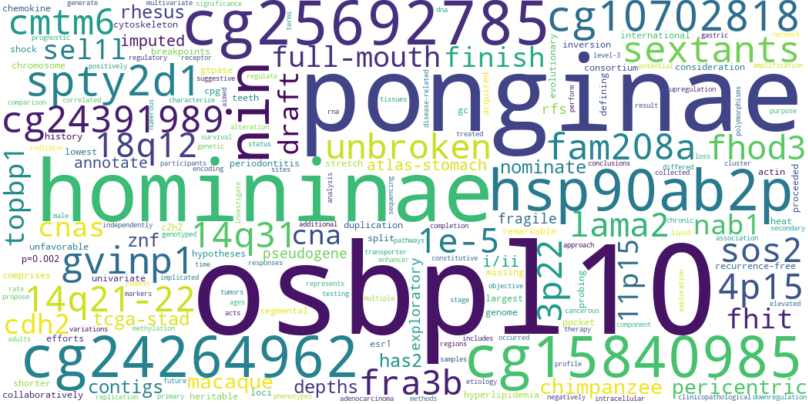 chemokine generate multivariate terms dna significance prognostic network gastric
cmtm6 rhesus cg25692785 cg10702818
cytoskeleton level-3
sel1l imputed full-mouth finish sextants
shock regulatory receptor breakpoints inversion international consideration
chromosome positively suggestive regulate consortium potential amplification
spty2d1 nin draft ponginae evolutionary
comparison correlated characterize gtpase cpg teeth acquired rfs defining upregulation
cg24391989 numerous aimed tissues disease-related gc perform result polymorphisms purpose
history alteration survival rna treated
indicator 18q12 genetic status unbroken fam208a fhod3
lowest annotate periodontitis stretch atlas-stomach nominate conclusions loss cluster
topbp1 participants encoding sites differed collected actin proceeded
homininae hsp90ab2p
male investigate analysis sequencing fragile chronic lipid heat
independently c2h2 additional completion remarkable approach secondary
cnas znf 14q31 cna duplication 1e-5 lama2 nab1
unfavorable genotyped split pathways association
p=0.002 hypotheses pseudogene transporter enhancer i/ii missing 3p22 probing 11p15 sos2
univariate time responses constitutive recurrence-free
gvinp1 implicated exploratory largest 4p15
comprises markers represents testing objective genome cancerous elevated
rate propose tumors ages multiple stage exploration
14q21-22 osbpl10 fhit
cdh2 tcga-stad acts segmental pocket therapy component
variations regions occurred
adults efforts methylation esr1 includes samples profile
cg24264962 has2 cg15840985
contigs macaque depths fra3b chimpanzee pericentric
shorter future loci hyperlipidemia etiology phenotypes
collaboratively replication primary heritable adenocarcinoma methods negatively intracellular clinicopathological downregulation